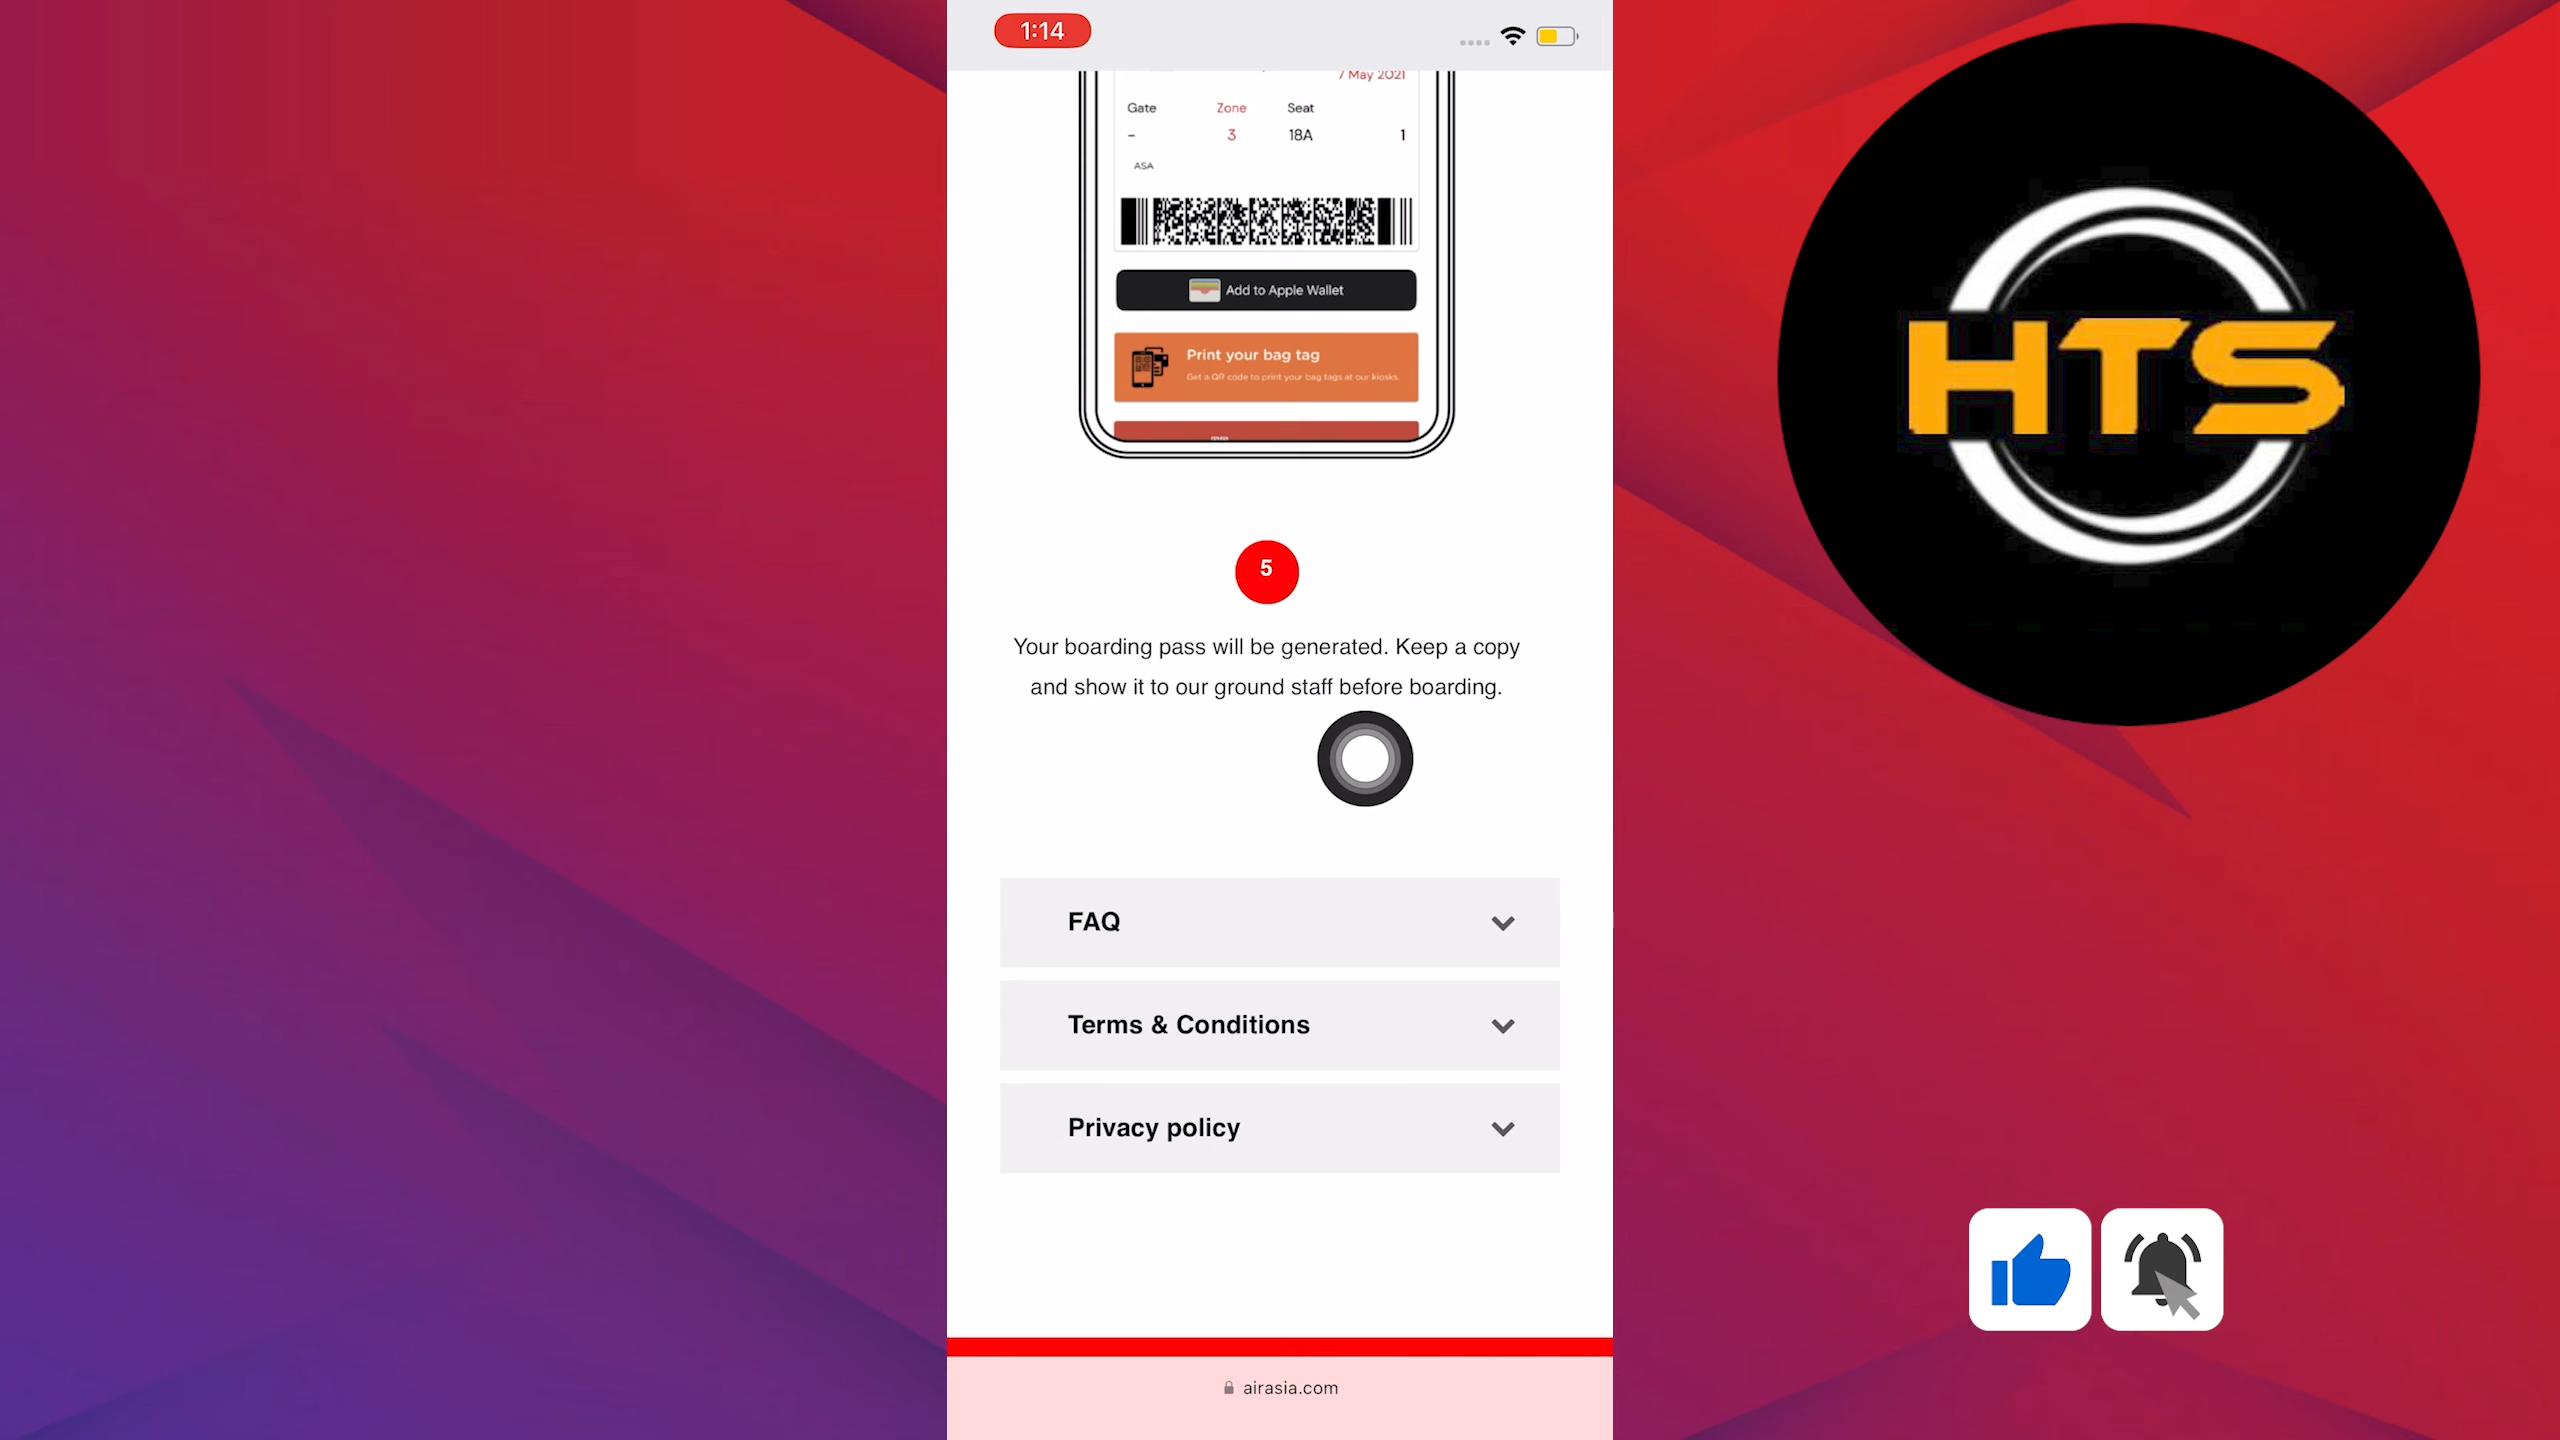 1:14
7 May 2021
Gate Zone Seat
- 3 18A 1
ASA
Add to Apple Wallet
Print your bag tag
Get a QR code to print your bag tags at our kiosks.
5
Your boarding pass will be generated. Keep a copy
and show it to our ground staff before boarding.
FAQ
Terms & Conditions
Privacy policy
airasia.com
HTS